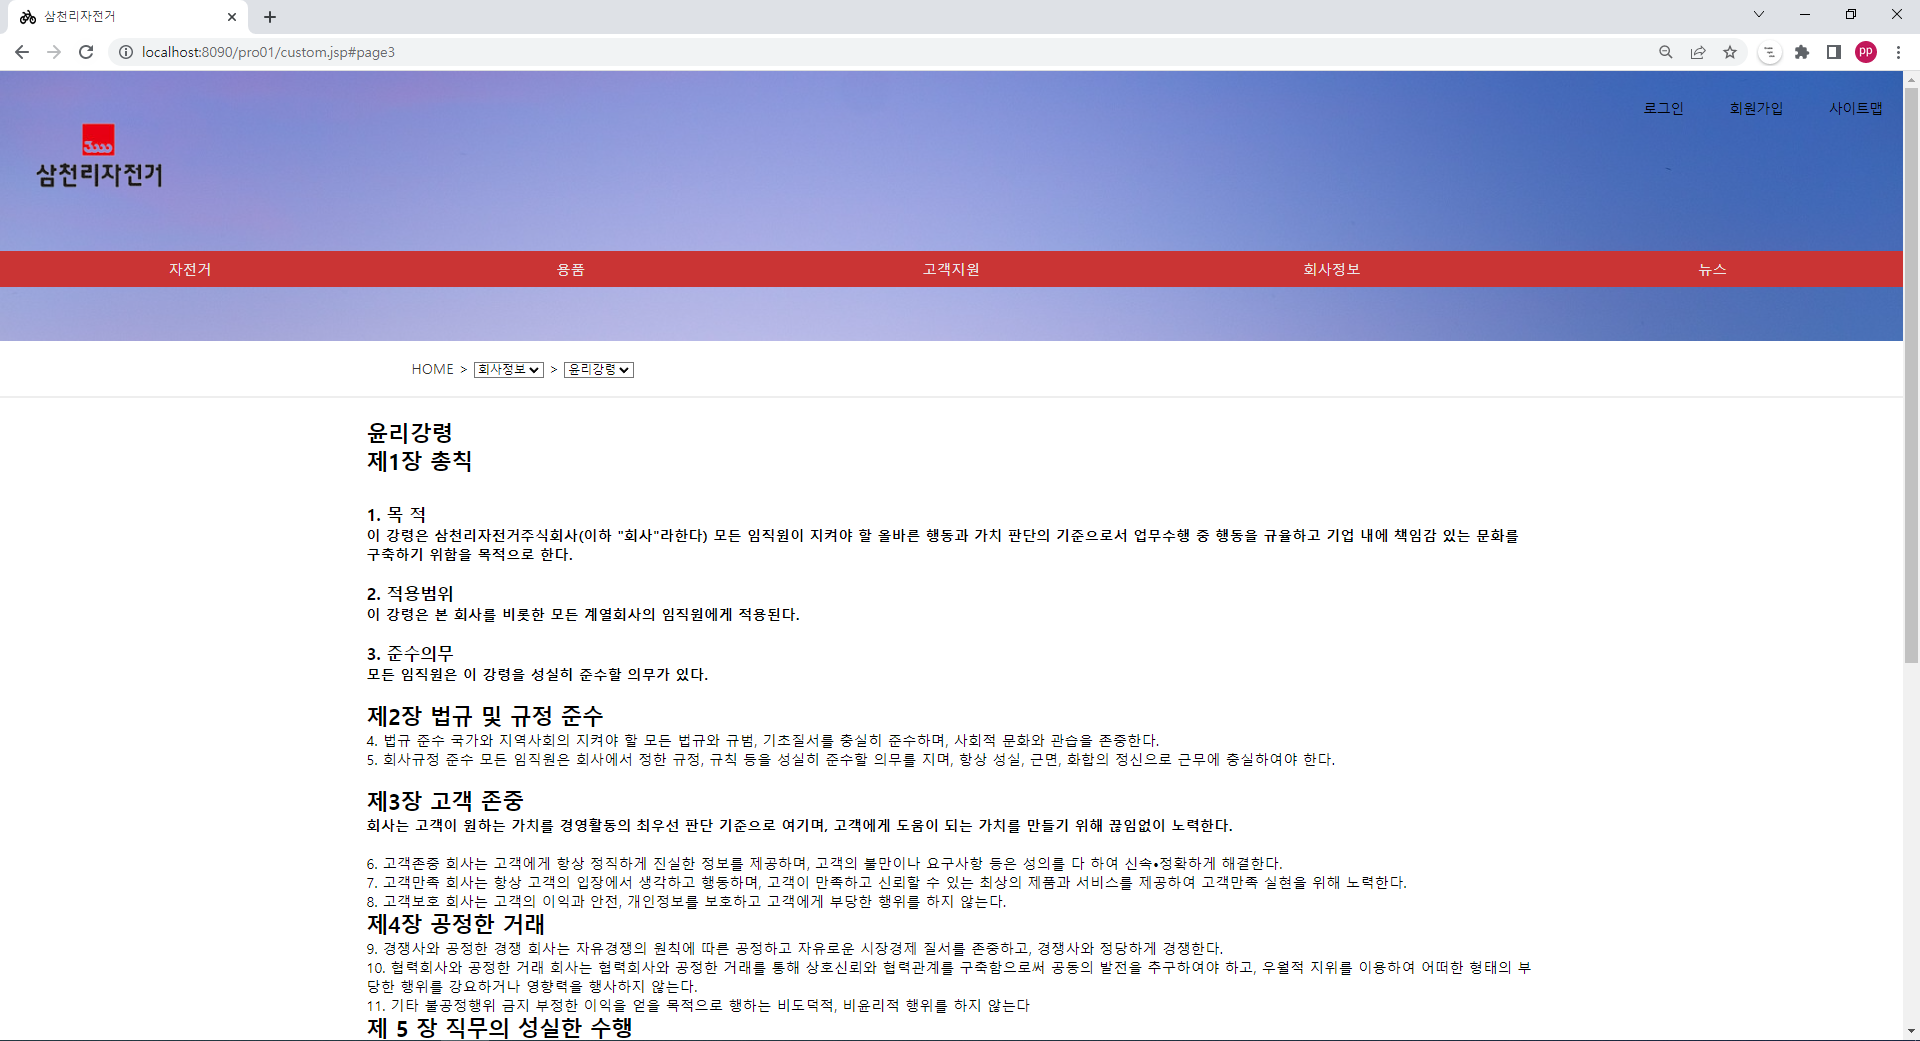 삼천리자전거
localhost:8090/pro01/custom.jsp#page3
pp
로그인 회원가입 사이트맵
3000
삼천리자전거
자전거 용품 고객지원 회사정보 뉴스
HOME > 회사정보 > 윤리강령
윤리강령
제1장 총칙
1. 목 적
이 강령은 삼천리자전거주식회사(이하 "회사"라한다) 모든 임직원이 지켜야 할 올바른 행동과 가치 판단의 기준으로서 업무수행 중 행동을 규율하고 기업 내에 책임감 있는 문화를
구축하기 위함을 목적으로 한다.
2. 적용범위
이 강령은 본 회사를 비롯한 모든 계열회사의 임직원에게 적용된다.
3. 준수의무
모든 임직원은 이 강령을 성실히 준수할 의무가 있다.
제2장 법규 및 규정 준수
4. 법규 준수 국가와 지역사회의 지켜야 할 모든 법규와 규범, 기초질서를 충실히 준수하며, 사회적 문화와 관습을 존중한다.
5. 회사규정 준수 모든 임직원은 회사에서 정한 규정, 규칙 등을 성실히 준수할 의무를 지며, 항상 성실, 근면, 화합의 정신으로 근무에 충실하여야 한다.
제3장 고객 존중
회사는 고객이 원하는 가치를 경영활동의 최우선 판단 기준으로 여기며, 고객에게 도움이 되는 가치를 만들기 위해 끊임없이 노력한다.
6. 고객존중 회사는 고객에게 항상 정직하게 진실한 정보를 제공하며, 고객의 불만이나 요구사항 등은 성의를 다 하여 신속•정확하게 해결한다.
7. 고객만족 회사는 항상 고객의 입장에서 생각하고 행동하며, 고객이 만족하고 신뢰할 수 있는 최상의 제품과 서비스를 제공하여 고객만족 실현을 위해 노력한다.
8. 고객보호 회사는 고객의 이익과 안전, 개인정보를 보호하고 고객에게 부당한 행위를 하지 않는다.
제4장 공정한 거래
9. 경쟁사와 공정한 경쟁 회사는 자유경쟁의 원칙에 따른 공정하고 자유로운 시장경제 질서를 존중하고, 경쟁사와 정당하게 경쟁한다.
10. 협력회사와 공정한 거래 회사는 협력회사와 공정한 거래를 통해 상호신뢰와 협력관계를 구축함으로써 공동의 발전을 추구하여야 하고, 우월적 지위를 이용하여 어떠한 형태의 부
당한 행위를 강요하거나 영향력을 행사하지 않는다.
11. 기타 불공정행위 금지 부정한 이익을 얻을 목적으로 행하는 비도덕적, 비윤리적 행위를 하지 않는다
제 5 장 직무의 성실한 수행